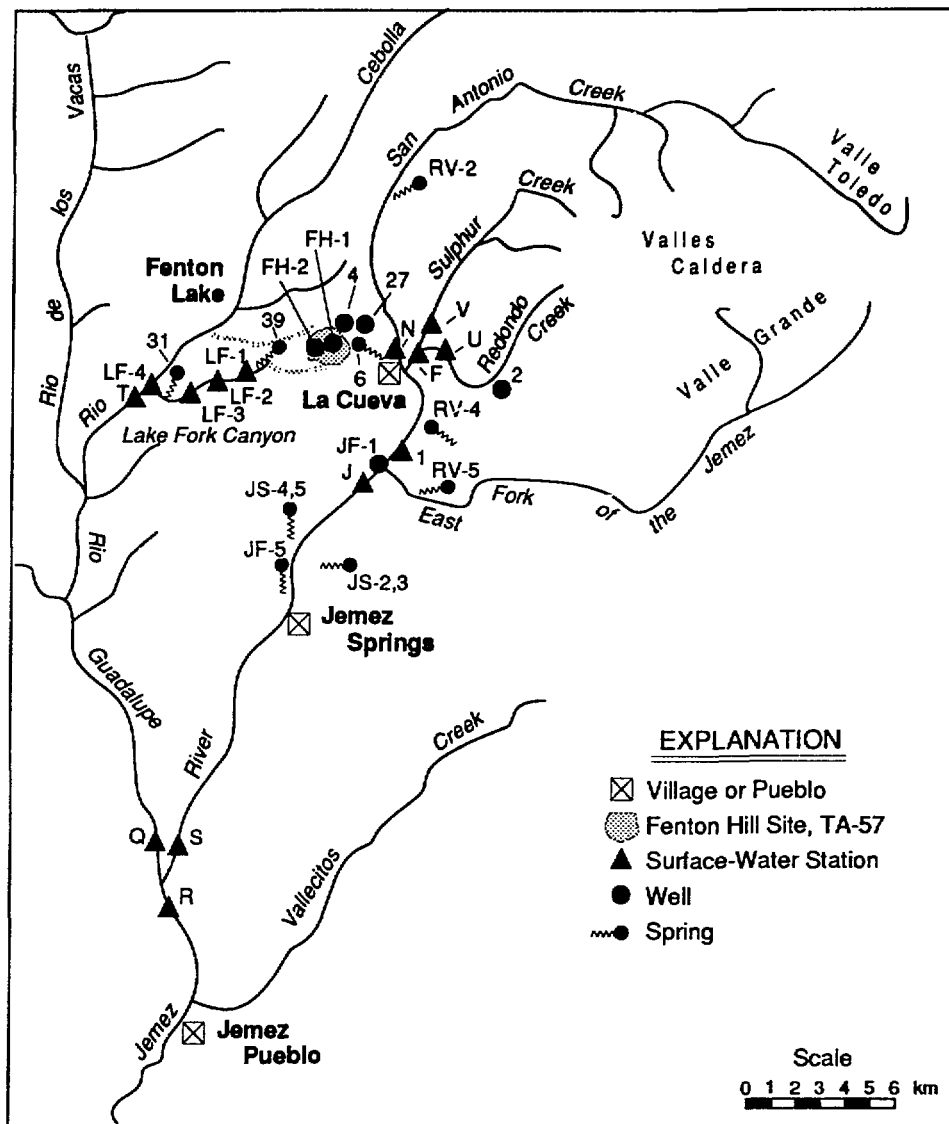 Vacas
los
de
Rio
Cebolla
San
Antonio
Creek
Valle
Toledo
RV-2
Creek
Sulphur
Valles
Caldera
FH-1
FH-2
4
27
Fenton
Lake
39
31
N
V
U
Redondo
Creek
Valle Grande
LF-1
LF-4
T
6
F
2
LF-2
La Cueva
LF-3
Rio
Lake Fork Canyon
RV-4
JF-1
1
J
RV-5
Jemez
East Fork of the
JS-4,5
Rio
JF-5
JS-2,3
Jemez
Springs
Guadalupe
River
Creek
Vallecitos
EXPLANATION
Village or Pueblo
Fenton Hill Site, TA-57
Surface-Water Station
Well
Spring
Q
S
R
Jemez
Jemez
Pueblo
Scale
0 1 2 3 4 5 6 km